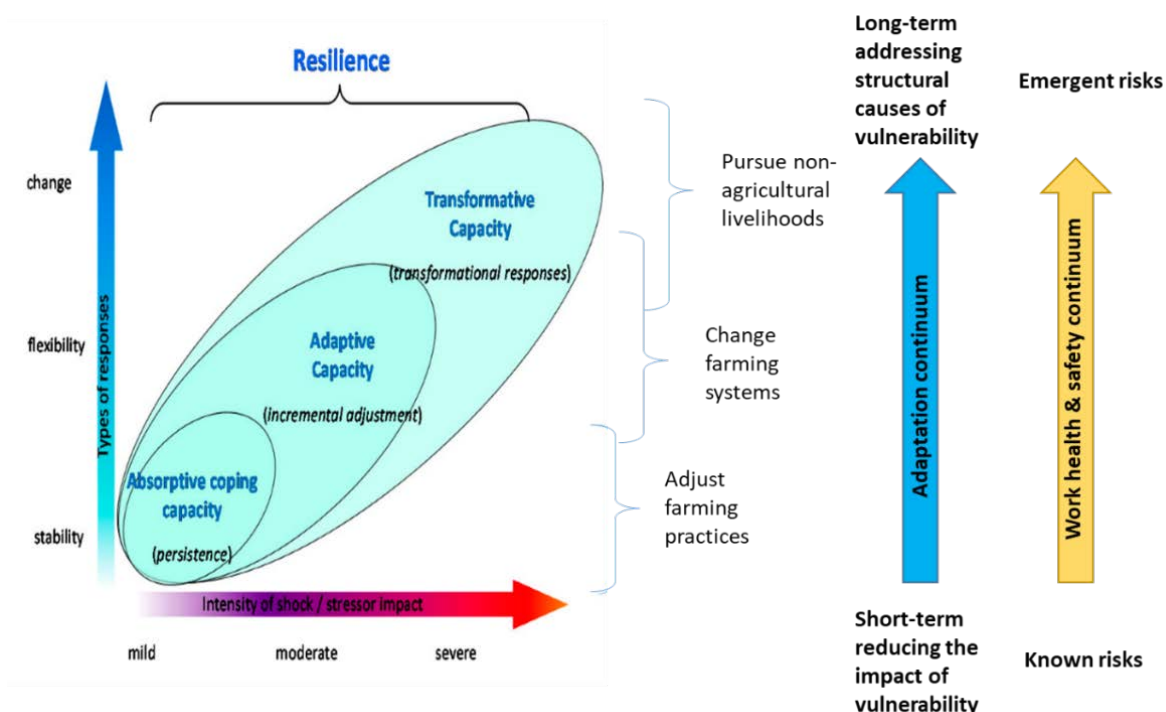 Resilience
Types of responses
change
flexibility
stability
Transformative
Capacity
(transformational responses)
Adaptive
Capacity
(incremental adjustment)
Absorptive coping
capacity
(persistence)
Intensity of shock / stressor impact
mild
moderate
severe
Pursue non-
agricultural
livelihoods
Change
farming
systems
Adjust
farming
practices
Long-term
addressing
structural
causes of
vulnerability
Adaptation continuum
Short-term
reducing the
impact of
vulnerability
Emergent risks
Work health & safety continuum
Known risks